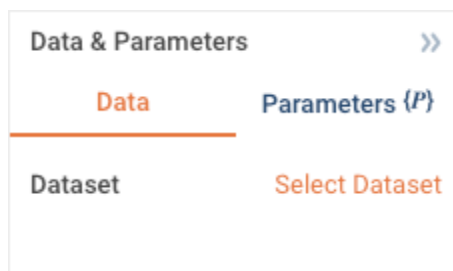 Data & Parameters »
Data Parameters {P}
Dataset Select Dataset